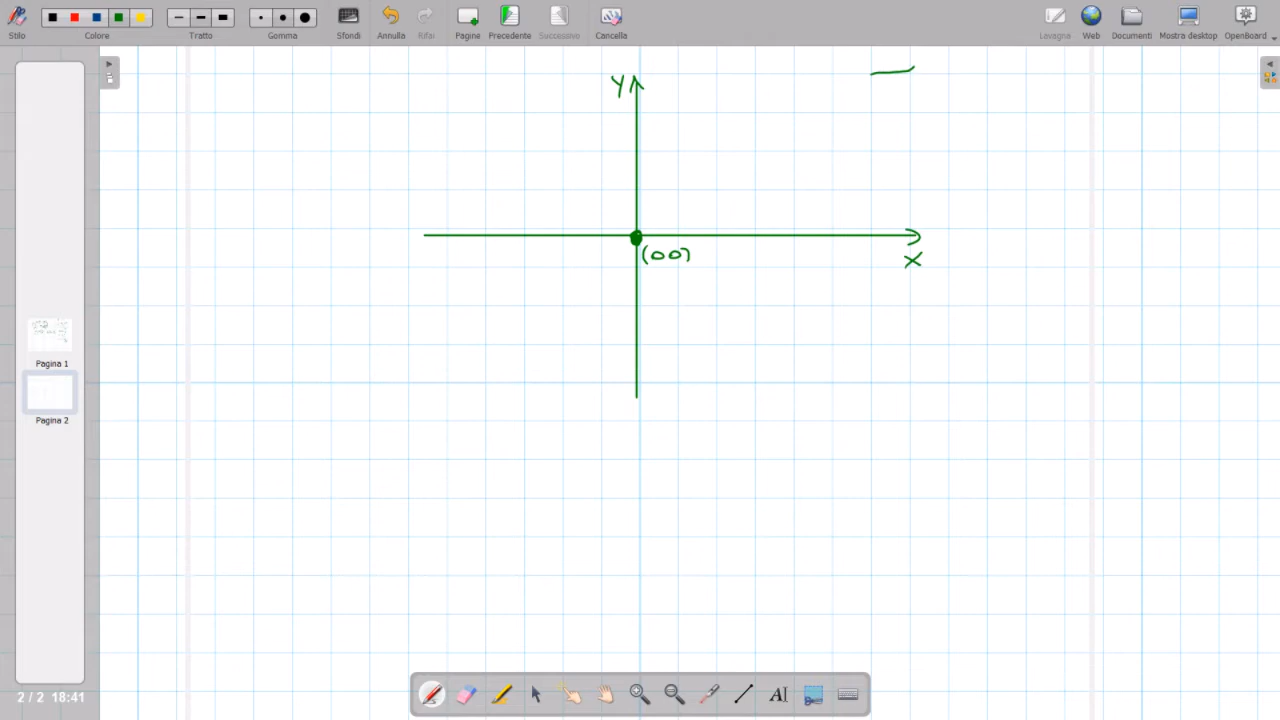 Stilo Colore Tratto Gomma Sfondi Annulla Rifai Pagine Precedente Successivo Cancella Lavagna Web Documenti Mostra desktop OpenBoard
Y
(00)
X
Pagina 1
Pagina 2
2 / 2 18:41
AI